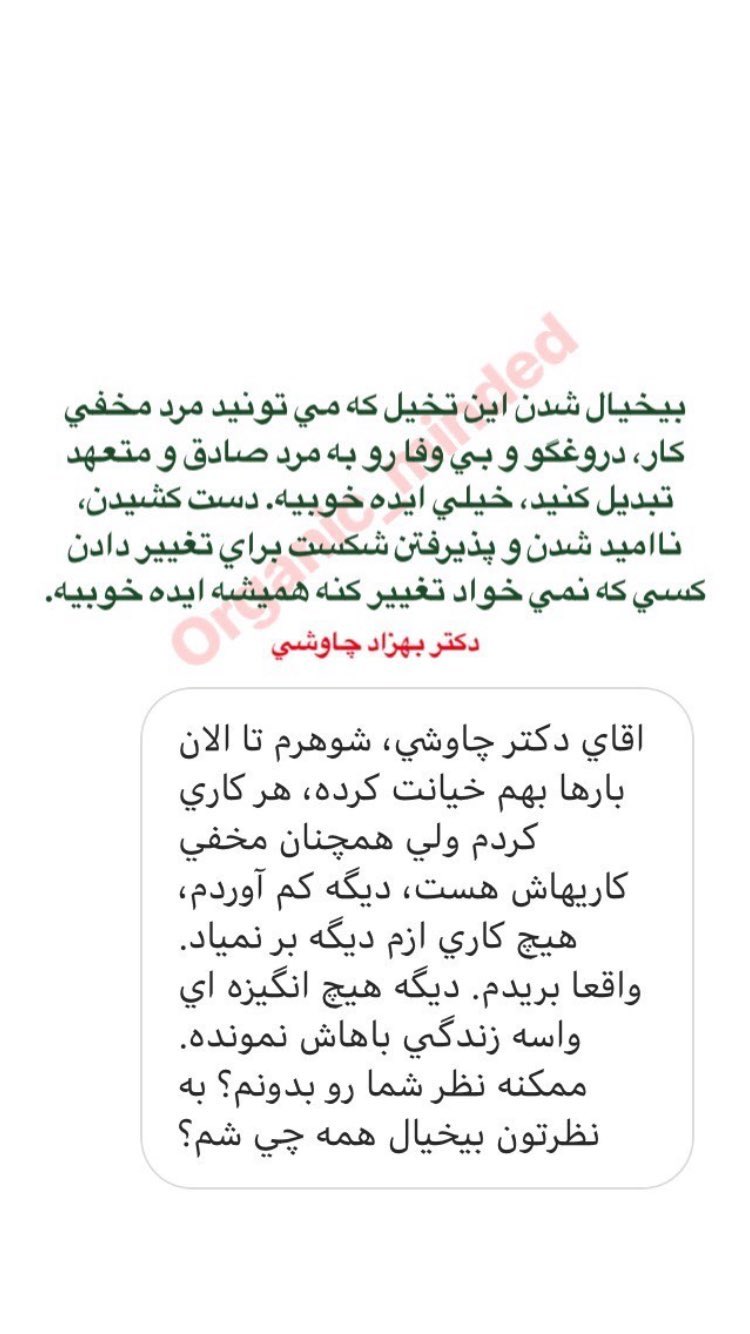 بيخيال شدن اين تخيل كه مي تونيد مرد مخفي
كار، دروغگو و بي وفا رو به مرد صادق و متعهد
تبديل كنيد، خيلي ايده خوبيه. دست كشيدن،
نااميد شدن و پذيرفتن شكست براي تغيير دادن
كسي كه نمي خواد تغيير كنه هميشه ايده خوبيه.
دكتر بهزاد چاوشي
Organic_minded
اقاي دكتر چاوشي، شوهرم تا الان
بارها بهم خيانت كرده، هر كاري
كردم ولي همچنان مخفي
كاريهاش هست، ديگه كم آوردم،
هيچ كاري ازم ديگه بر نمياد.
واقعا بريدم. ديگه هيچ انگيزه اي
واسه زندگي باهاش نمونده.
ممكنه نظر شما رو بدونم؟ به
نظرتون بيخيال همه چي شم؟